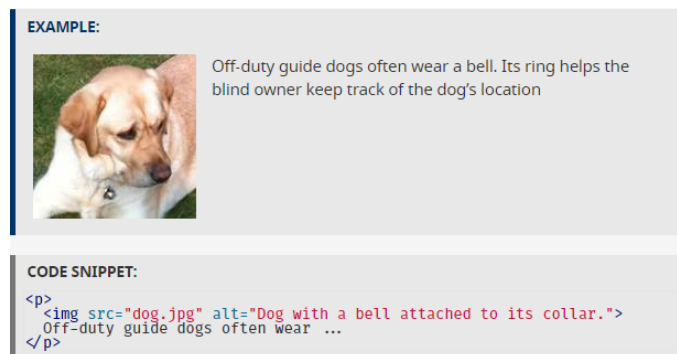 EXAMPLE:
Off-duty guide dogs often wear a bell. Its ring helps the
blind owner keep track of the dog’s location
CODE SNIPPET:
<p>
<img src="dog.jpg" alt="Dog with a bell attached to its collar.">
Off-duty guide dogs often wear ...
</p>